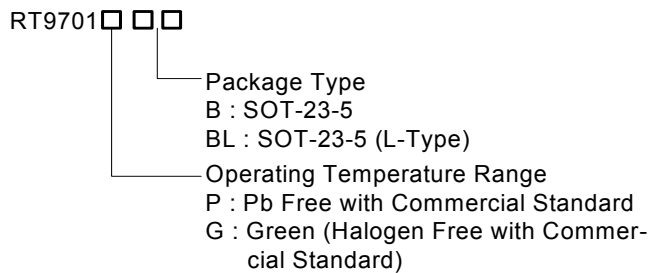 RT9701□ □□
Package Type
B : SOT-23-5
BL : SOT-23-5 (L-Type)
Operating Temperature Range
P : Pb Free with Commercial Standard
G : Green (Halogen Free with Commer-
cial Standard)